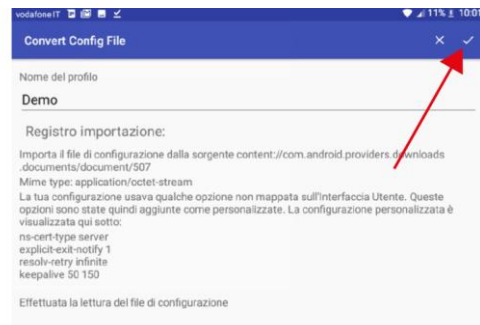 vodafone IT 11% 10:01
Convert Config File
Nome del profilo
Demo
Registro importazione:
Importa il file di configurazione dalla sorgente content://com.android.providers.downloads
.documents/document/507
Mime type: application/octet-stream
La tua configurazione usava qualche opzione non mappata sull'Interfaccia Utente. Queste
opzioni sono state quindi aggiunte come personalizzate. La configurazione personalizzata è
visualizzata qui sotto:
ns-cert-type server
explicit-exit-notify 1
resolv-retry infinite
keepalive 50 150
Effettuata la lettura del file di configurazione